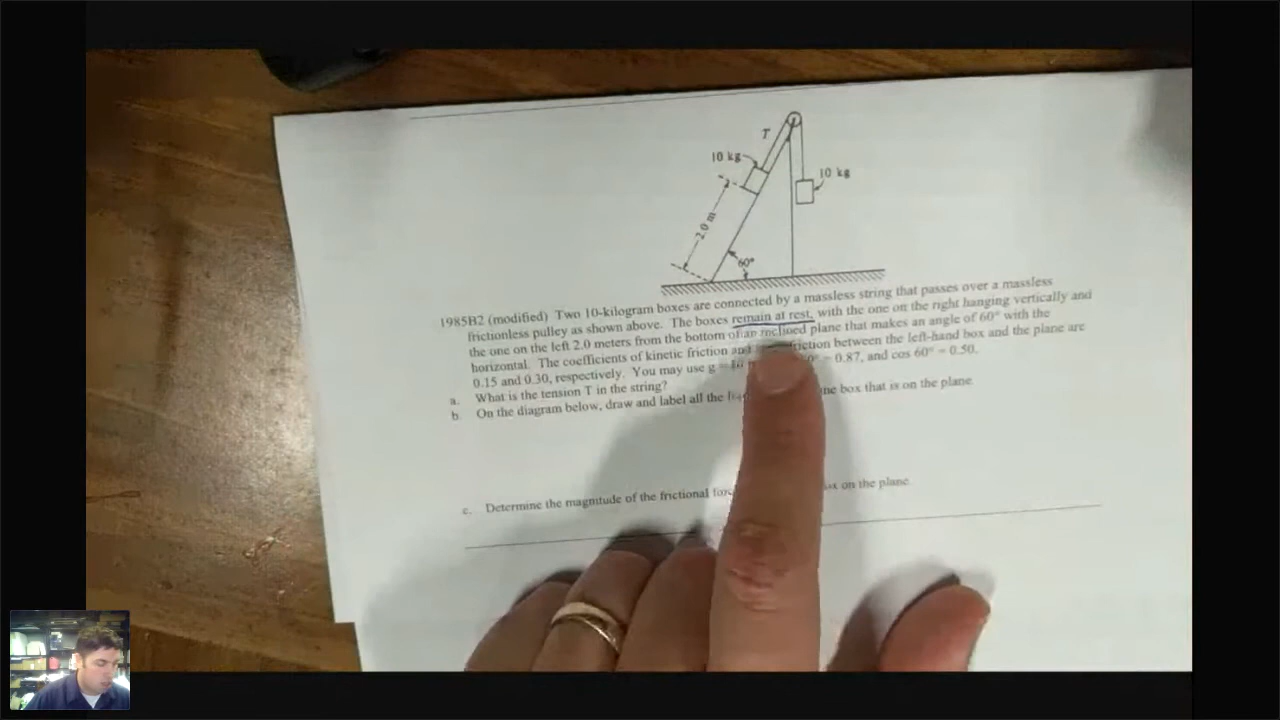 T
10 kg
10 kg
2.0 m
60°
1985B2 (modified) Two 10-kilogram boxes are connected by a massless string that passes over a massless
frictionless pulley as shown above. The boxes remain at rest, with the one on the right hanging vertically and
the one on the left 2.0 meters from the bottom of an inclined plane that makes an angle of 60° with the
horizontal. The coefficients of kinetic friction and friction between the left-hand box and the plane are
0.15 and 0.30, respectively. You may use g = 10 = 0.87, and cos 60° = 0.50.
a. What is the tension T in the string?
b. On the diagram below, draw and label all the box that is on the plane
c. Determine the magnitude of the frictional on the plane